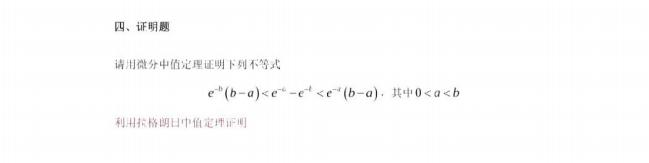 四、证明题
请用微分中值定理证明下列不等式
e⁻ᵇ(b−a)<e⁻ᵃ−e⁻ᵇ<e⁻ᵃ(b−a)，其中0<a<b
利用拉格朗日中值定理证明